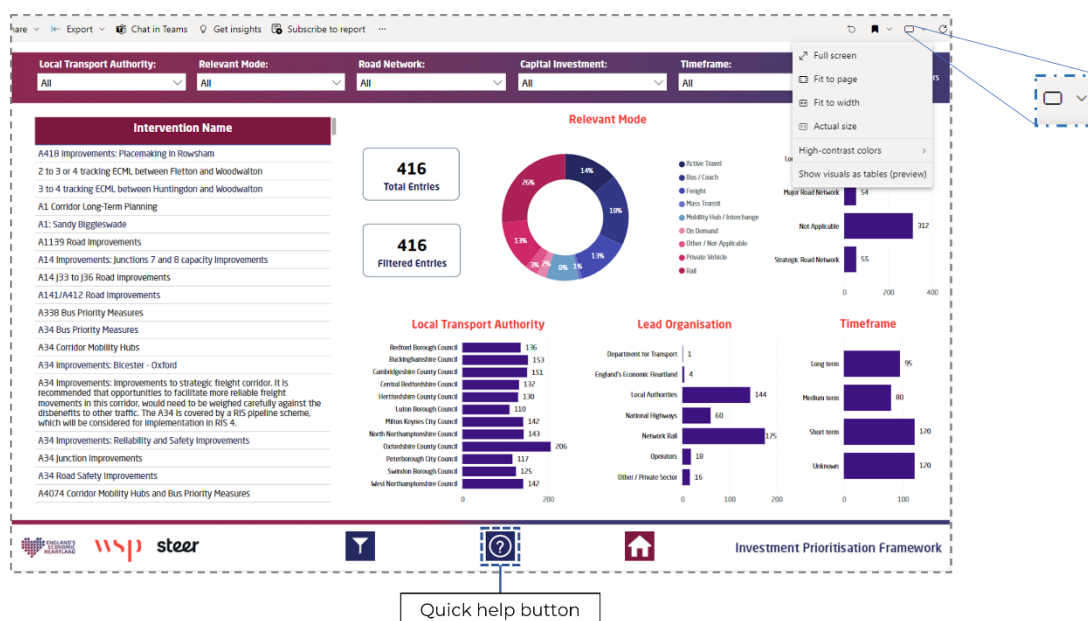 hare Export Chat in Teams Get insights Subscribe to report ...
Local Transport Authority: Relevant Mode: Road Network: Capital Investment: Timeframe:
All All All All All
Full screen
Fit to page
Fit to width
Actual size
High-contrast colors
Show visuals as tables (preview)
Intervention Name
A418 Improvements: Placemaking in Rowsham
2 to 3 or 4 tracking ECML between Fletton and Woodwalton
3 to 4 tracking ECML between Huntingdon and Woodwalton
A1 Corridor Long-Term Planning
A1: Sandy Biggleswade
A1139 Road Improvements
A14 Improvements: Junctions 7 and 8 capacity improvements
A14 J33 to J36 Road Improvements
A141/A412 Road Improvements
A338 Bus Priority Measures
A34 Bus Priority Measures
A34 Corridor Mobility Hubs
A34 Improvements: Bicester - Oxford
A34 Improvements: Improvements to strategic freight corridor. It is
recommended that opportunities to facilitate more reliable freight
movements in this corridor, would need to be weighed carefully against the
disbenefits to other traffic. The A34 is covered by a RIS pipeline scheme,
which will be considered for implementation in RIS 4.
A34 Improvements: Reliability and Safety Improvements
A34 Junction Improvements
A34 Road Safety Improvements
A4074 Corridor Mobility Hubs and Bus Priority Measures
416
Total Entries
416
Filtered Entries
Relevant Mode
14%
18%
13%
1%
8%
2%
3%
13%
26%
Active Travel
Bus / Coach
Freight
Mass Transit
Mobility Hub / Interchange
On Demand
Other / Not-Applicable
Private Vehicle
Rail
Major Road Network 54
Not Applicable 312
Strategic Road Network 55
0 200 400
Local Transport Authority
Bedford Borough Council 136
Buckinghamshire Council 153
Cambridgeshire County Council 151
Central Bedfordshire Council 132
Hertfordshire County Council 130
Luton Borough Council 110
Milton Keynes City Council 142
North Northamptonshire Council 143
Oxfordshire County Council 206
Peterborough City Council 117
Swindon Borough Council 125
West Northamptonshire Council 142
0 200
Lead Organisation
Department for Transport 1
England's Economic Heartland 4
Local Authorities 144
National Highways 60
Network Rail 175
Operators 18
Other / Private Sector 16
0 100 200
Timeframe
Long term 95
Medium term 80
Short term 120
Unknown 120
0 100
ENGLAND'S
ECONOMIC
HEARTLAND
wsp steer ? Investment Prioritisation Framework
Quick help button